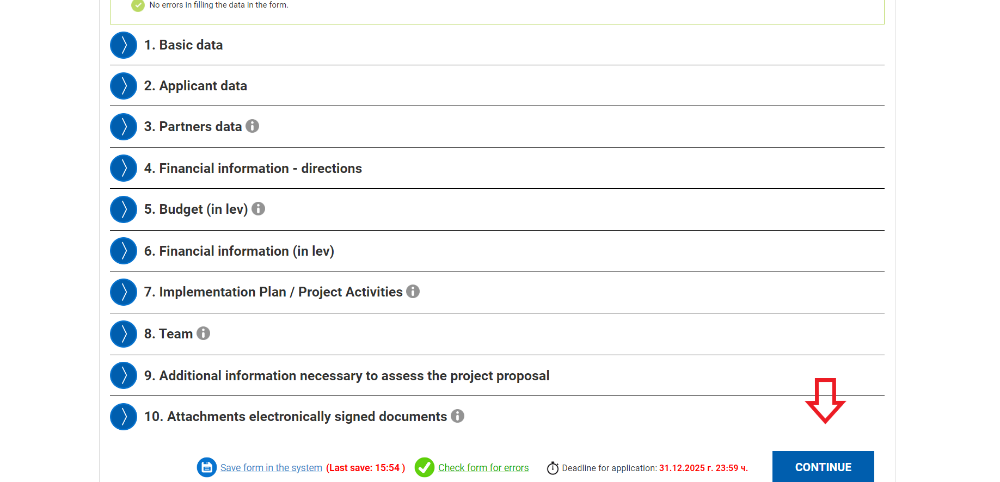 No errors in filling the data in the form.
1. Basic data
2. Applicant data
3. Partners data
4. Financial information - directions
5. Budget (in lev)
6. Financial information (in lev)
7. Implementation Plan / Project Activities
8. Team
9. Additional information necessary to assess the project proposal
10. Attachments electronically signed documents
Save form in the system (Last save: 15:54 ) Check form for errors Deadline for application: 31.12.2025 г. 23:59 ч. CONTINUE